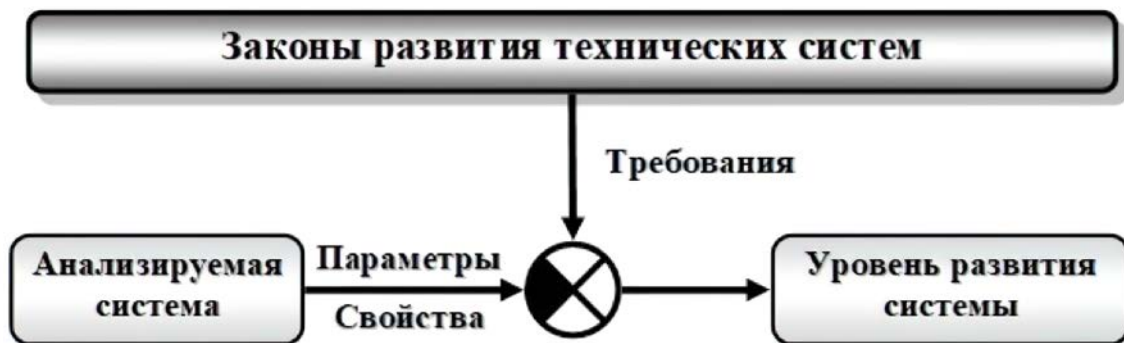 Законы развития технических систем
Требования
Анализируемая
система
Параметры
Свойства
Уровень развития
системы